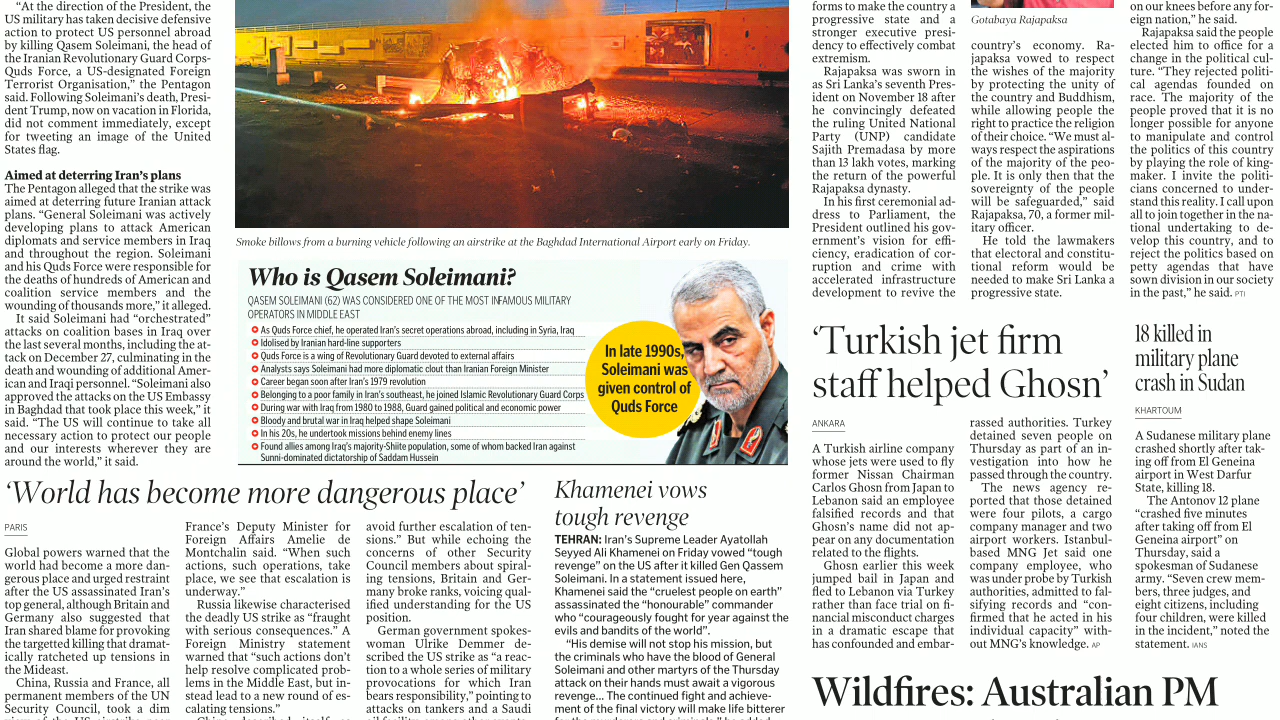 “At the direction of the President, the
US military has taken decisive defensive
action to protect US personnel abroad
by killing Qasem Soleimani, the head of
the Iranian Revolutionary Guard Corps-
Quds Force, a US-designated Foreign
Terrorist Organisation,” the Pentagon
said. Following Soleimani’s death, Presi-
dent Trump, now on vacation in Florida,
did not comment immediately, except
for tweeting an image of the United
States flag.
Aimed at deterring Iran’s plans
The Pentagon alleged that the strike was
aimed at deterring future Iranian attack
plans. “General Soleimani was actively
developing plans to attack American
diplomats and service members in Iraq
and throughout the region. Soleimani
and his Quds Force were responsible for
the deaths of hundreds of American and
coalition service members and the
wounding of thousands more,” it alleged.
It said Soleimani had “orchestrated”
attacks on coalition bases in Iraq over
the last several months, including the at-
tack on December 27, culminating in the
death and wounding of additional Amer-
ican and Iraqi personnel. “Soleimani also
approved the attacks on the US Embassy
in Baghdad that took place this week,” it
said. “The US will continue to take all
necessary action to protect our people
and our interests wherever they are
around the world,” it said.
Smoke billows from a burning vehicle following an airstrike at the Baghdad International Airport early on Friday.
Who is Qasem Soleimani?
QASEM SOLEIMANI (62) WAS CONSIDERED ONE OF THE MOST INFAMOUS MILITARY
OPERATORS IN MIDDLE EAST
As Quds Force chief, he operated Iran’s secret operations abroad, including in Syria, Iraq
Idolised by Iranian hard-line supporters
Quds Force is a wing of Revolutionary Guard devoted to external affairs
Analysts says Soleimani had more diplomatic clout than Iranian Foreign Minister
Career began soon after Iran’s 1979 revolution
Belonging to a poor family in Iran’s southeast, he joined Islamic Revolutionary Guard Corps
During war with Iraq from 1980 to 1988, Guard gained political and economic power
Bloody and brutal war in Iraq helped shape Soleimani
In his 20s, he undertook missions behind enemy lines
Found allies among Iraq’s majority-Shiite population, some of whom backed Iran against
Sunni-dominated dictatorship of Saddam Hussein
In late 1990s,
Soleimani was
given control of
Quds Force
‘World has become more dangerous place’
PARIS
Global powers warned that the
world had become a more dan-
gerous place and urged restraint
after the US assassinated Iran’s
top general, although Britain and
Germany also suggested that
Iran shared blame for provoking
the targetted killing that dramat-
ically ratcheted up tensions in
the Mideast.
China, Russia and France, all
permanent members of the UN
Security Council, took a dim
view of the US airstrike near
France’s Deputy Minister for
Foreign Affairs Amelie de
Montchalin said. “When such
actions, such operations, take
place, we see that escalation is
underway.”
Russia likewise characterised
the deadly US strike as “fraught
with serious consequences.” A
Foreign Ministry statement
warned that “such actions don’t
help resolve complicated prob-
lems in the Middle East, but in-
stead lead to a new round of es-
calating tensions.”
China described itself as
avoid further escalation of ten-
sions.” But while echoing the
concerns of other Security
Council members about spiral-
ing tensions, Britain and Ger-
many broke ranks, voicing qual-
ified understanding for the US
position.
German government spokes-
woman Ulrike Demmer de-
scribed the US strike as “a reac-
tion to a whole series of military
provocations for which Iran
bears responsibility,” pointing to
attacks on tankers and a Saudi
Khamenei vows
tough revenge
TEHRAN: Iran’s Supreme Leader Ayatollah
Seyyed Ali Khamenei on Friday vowed “tough
revenge” on the US after it killed Gen Qassem
Soleimani. In a statement issued here,
Khamenei said the “cruelest people on earth”
assassinated the “honourable” commander
who “courageously fought for year against the
evils and bandits of the world”.
“His demise will not stop his mission, but
the criminals who have the blood of General
Soleimani and other martyrs of the Thursday
attack on their hands must await a vigorous
revenge... The continued fight and achieve-
ment of the final victory will make life bitterer
forms to make the country a
progressive state and a
stronger executive presi-
dency to effectively combat
extremism.
Rajapaksa was sworn in
as Sri Lanka’s seventh Pres-
ident on November 18 after
he convincingly defeated
the ruling United National
Party (UNP) candidate
Sajith Premadasa by more
than 13 lakh votes, marking
the return of the powerful
Rajapaksa dynasty.
In his first ceremonial ad-
dress to Parliament, the
President outlined his gov-
ernment’s vision for effi-
ciency, eradication of cor-
ruption and crime with
accelerated infrastructure
development to revive the
Gotabaya Rajapaksa
country’s economy. Ra-
japaksa vowed to respect
the wishes of the majority
by protecting the unity of
the country and Buddhism,
while allowing people the
right to practice the religion
of their choice. “We must al-
ways respect the aspirations
of the majority of the peo-
ple. It is only then that the
sovereignty of the people
will be safeguarded,” said
Rajapaksa, 70, a former mil-
itary officer.
He told the lawmakers
that electoral and constitu-
tional reform would be
needed to make Sri Lanka a
progressive state.
on our knees before any for-
eign nation,” he said.
Rajapaksa said the people
elected him to office for a
change in the political cul-
ture. “They rejected politi-
cal agendas founded on
race. The majority of the
people proved that it is no
longer possible for anyone
to manipulate and control
the politics of this country
by playing the role of king-
maker. I invite the politi-
cians concerned to under-
stand this reality. I call upon
all to join together in the na-
tional undertaking to de-
velop this country, and to
reject the politics based on
petty agendas that have
sown division in our society
in the past,” he said. PTI
‘Turkish jet firm
staff helped Ghosn’
ANKARA
A Turkish airline company
whose jets were used to fly
former Nissan Chairman
Carlos Ghosn from Japan to
Lebanon said an employee
falsified records and that
Ghosn’s name did not ap-
pear on any documentation
related to the flights.
Ghosn earlier this week
jumped bail in Japan and
fled to Lebanon via Turkey
rather than face trial on fi-
nancial misconduct charges
in a dramatic escape that
has confounded and embar-
rassed authorities. Turkey
detained seven people on
Thursday as part of an in-
vestigation into how he
passed through the country.
The news agency re-
ported that those detained
were four pilots, a cargo
company manager and two
airport workers. Istanbul-
based MNG Jet said one
company employee, who
was under probe by Turkish
authorities, admitted to fal-
sifying records and “con-
firmed that he acted in his
individual capacity” with-
out MNG’s knowledge. AP
18 killed in
military plane
crash in Sudan
KHARTOUM
A Sudanese military plane
crashed shortly after tak-
ing off from El Geneina
airport in West Darfur
State, killing 18.
The Antonov 12 plane
“crashed five minutes
after taking off from El
Geneina airport” on
Thursday, said a
spokesman of Sudanese
army. “Seven crew mem-
bers, three judges, and
eight citizens, including
four children, were killed
in the incident,” noted the
statement. IANS
Wildfires: Australian PM